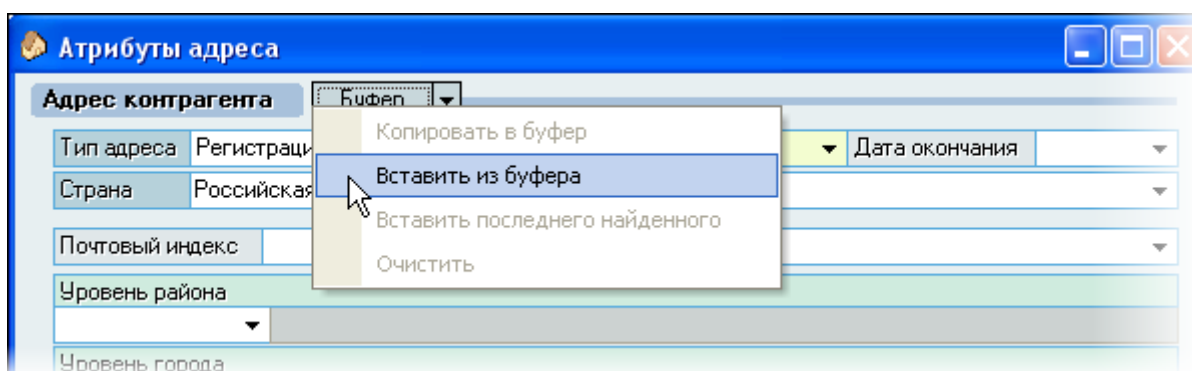 Атрибуты адреса
Адрес контрагента Буфер
Копировать в буфер
Тип адреса Регистраци Дата окончания
Вставить из буфера
Страна Российская
Вставить последнего найденного
Почтовый индекс
Очистить
Уровень района
Уровень города